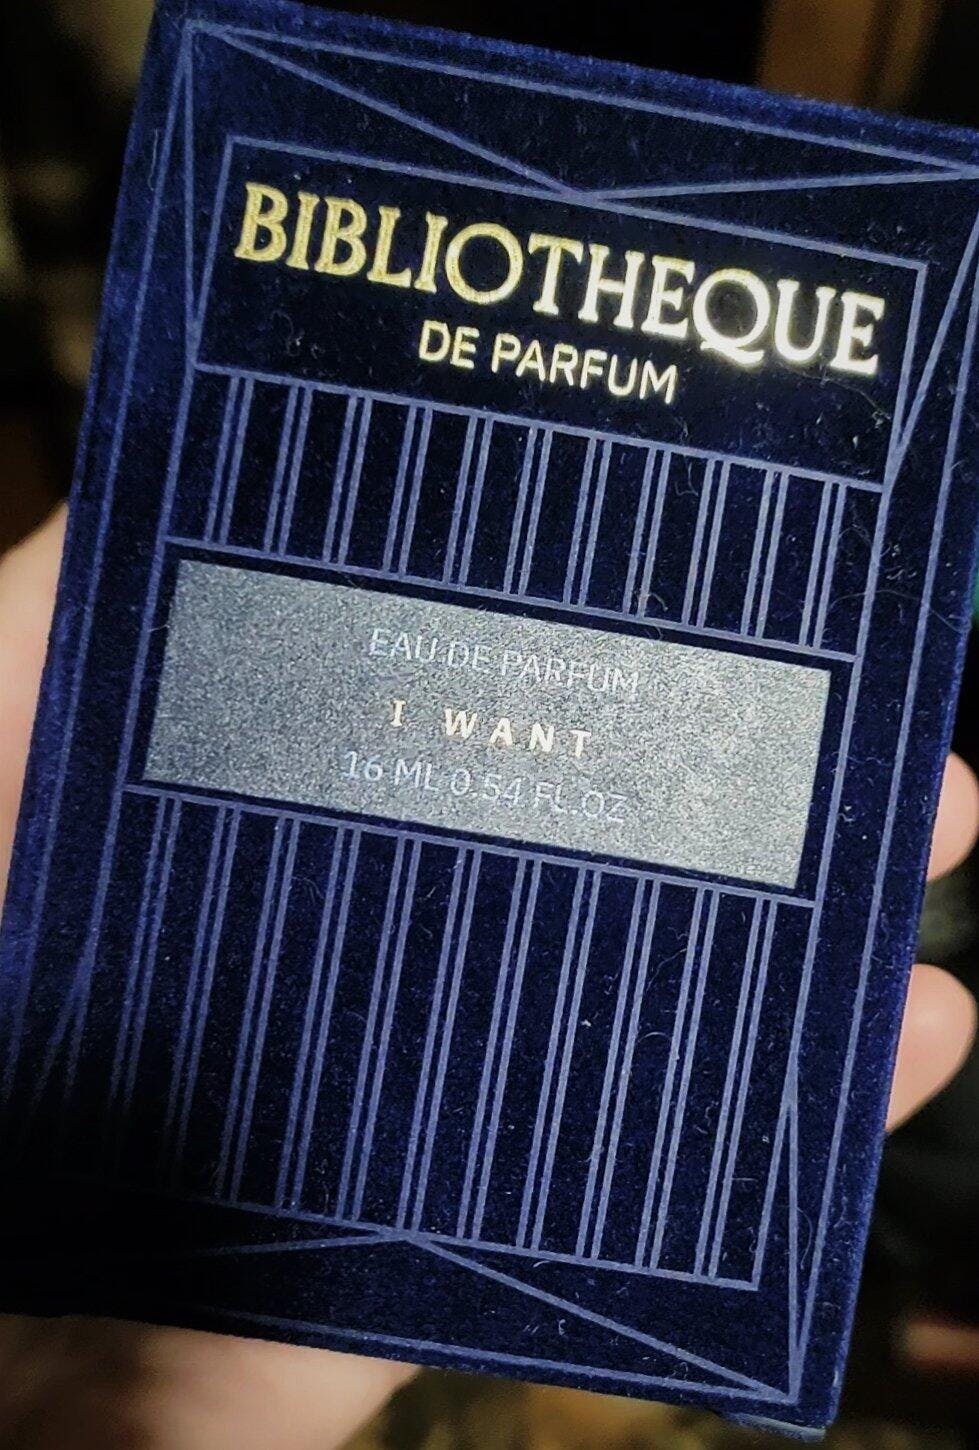 BIBLIOTHEQUE
DE PARFUM
EAU DE PARFUM
I WANT
16 ML 0.54 FL.OZ